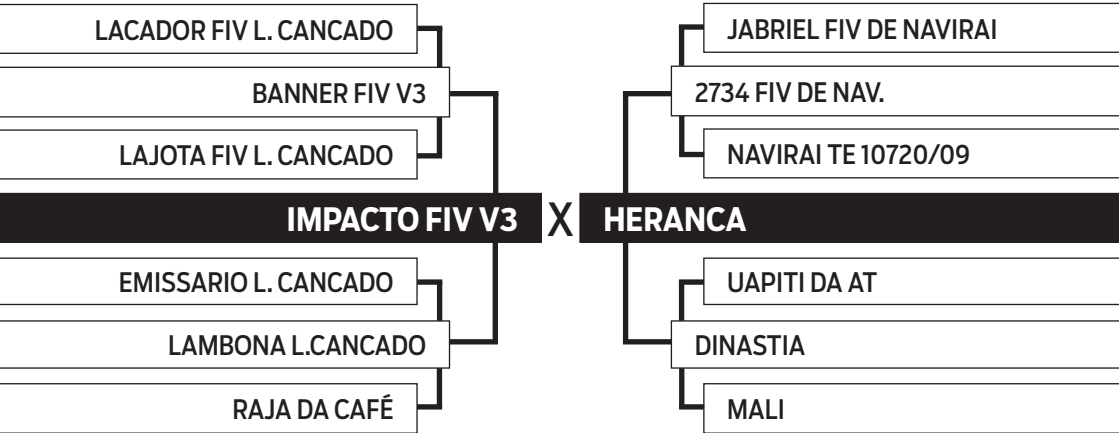 LACADOR FIV L. CANCADO
BANNER FIV V3
LAJOTA FIV L. CANCADO
IMPACTO FIV V3 X HERANCA
EMISSARIO L. CANCADO
LAMBONA L.CANCADO
RAJA DA CAFÉ
JABRIEL FIV DE NAVIRAI
2734 FIV DE NAV.
NAVIRAI TE 10720/09
UAPITI DA AT
DINASTIA
MALI